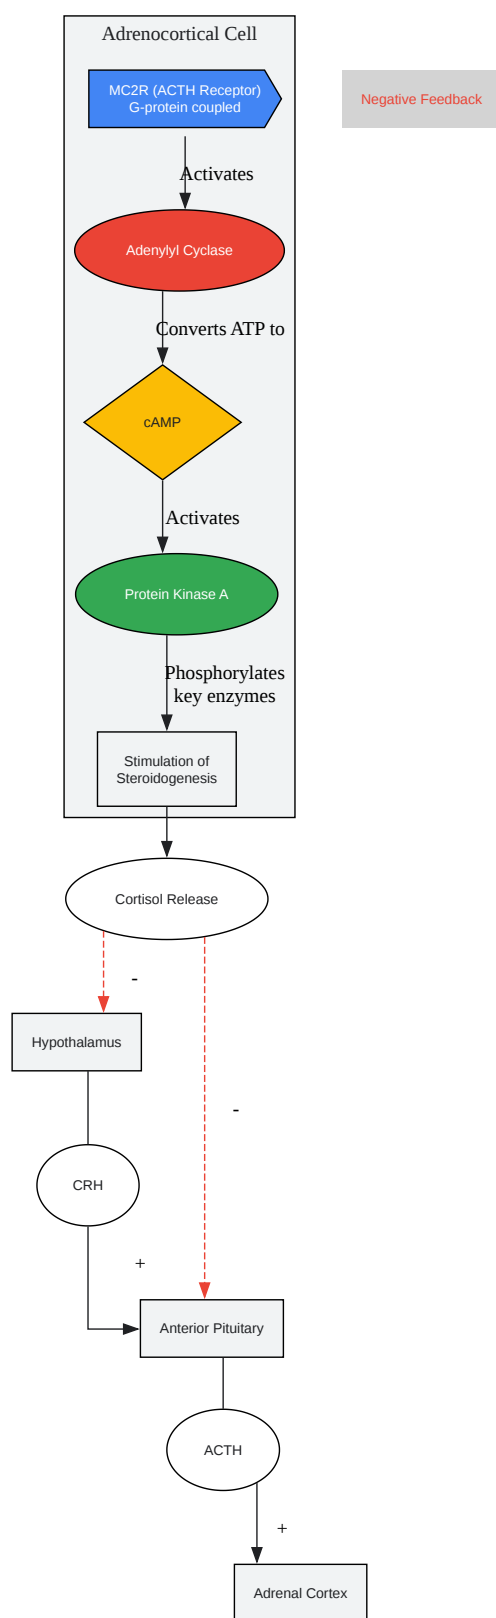 Adrenocortical Cell
MC2R (ACTH Receptor)
G-protein coupled
Negative Feedback
Activates
Adenylyl Cyclase
Converts ATP to
cAMP
Activates
Protein Kinase A
Phosphorylates
key enzymes
Stimulation of
Steroidogenesis
Cortisol Release
-
Hypothalamus
-
CRH
+
Anterior Pituitary
ACTH
+
Adrenal Cortex